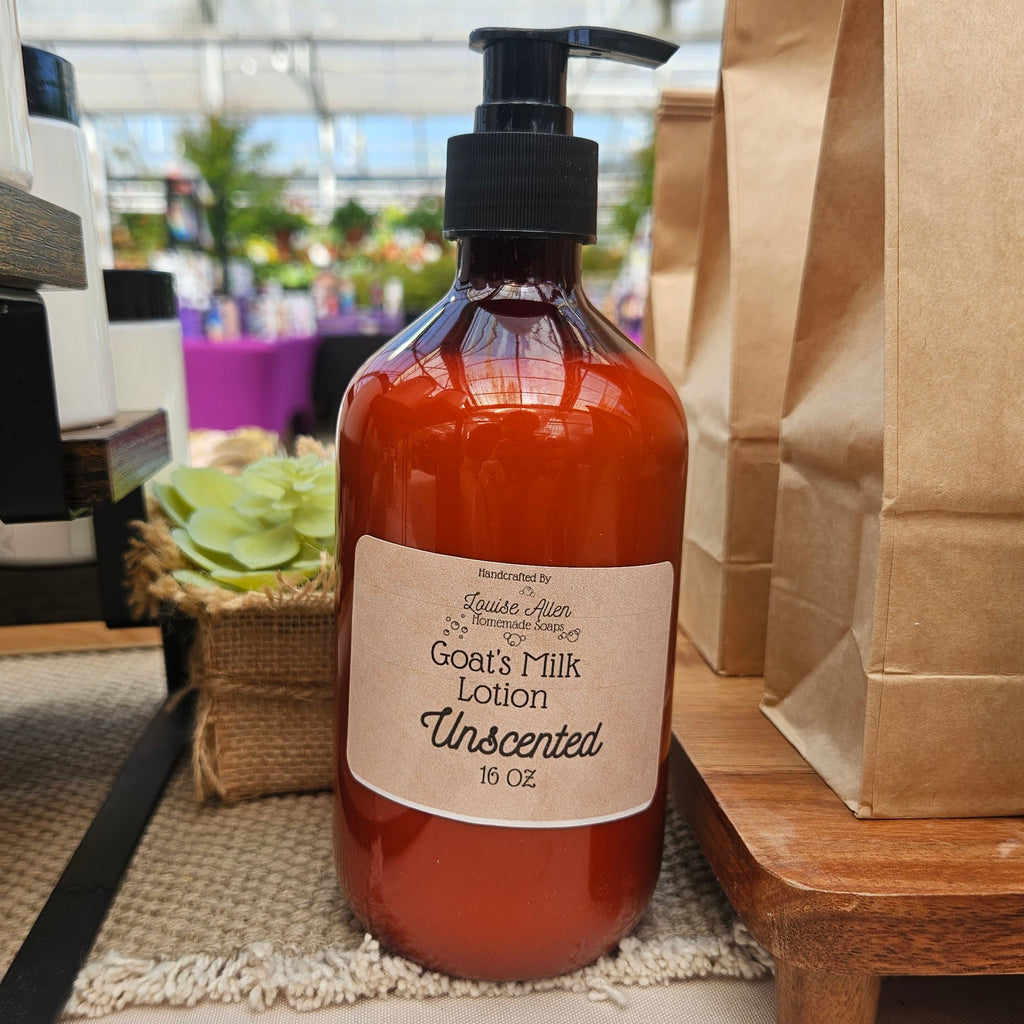 Handcrafted By
Louise Allen
Homemade Soaps
Goat's Milk
Lotion
Unscented
16 OZ